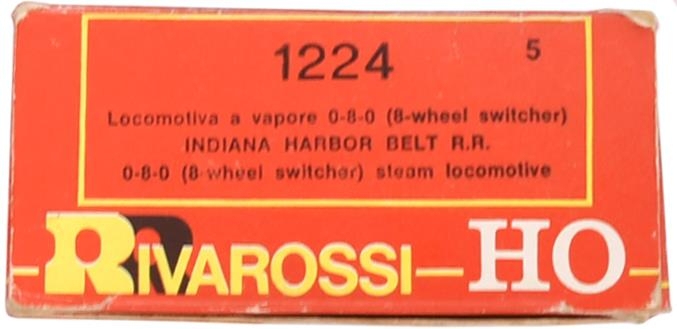 1224 5
Locomotiva a vapore 0-8-0 (8-wheel switcher)
INDIANA HARBOR BELT R.R.
0-8-0 (8-wheel switcher) steam locomotive
RIVAROSSI-HO-